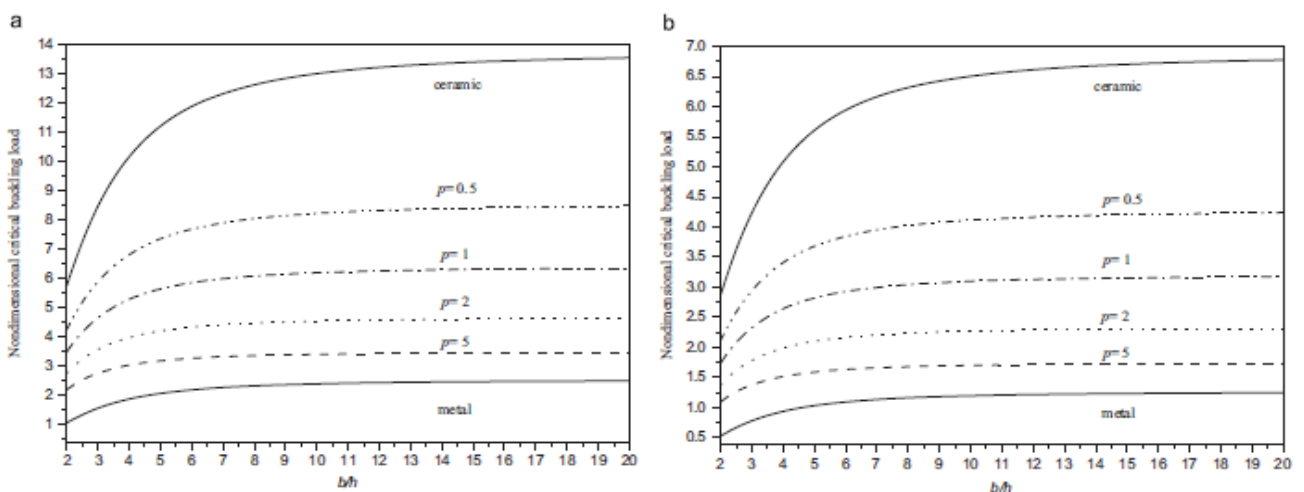 a
Nondimensional critical buckling load
14
13
12
11
10
9
8
7
6
5
4
3
2
1
ceramic
p=0.5
p=1
p=2
p=5
metal
2 3 4 5 6 7 8 9 10 11 12 13 14 15 16 17 18 19 20
b/h
b
Nondimensional critical buckling load
7.0
6.5
6.0
5.5
5.0
4.5
4.0
3.5
3.0
2.5
2.0
1.5
1.0
0.5
ceramic
p=0.5
p=1
p=2
p=5
metal
2 3 4 5 6 7 8 9 10 11 12 13 14 15 16 17 18 19 20
b/h